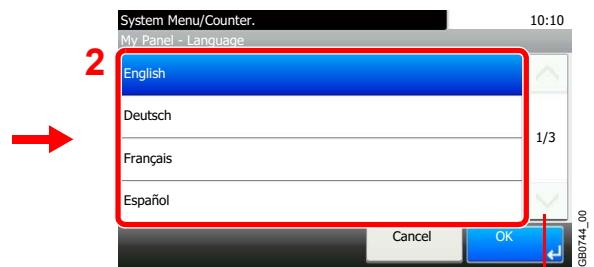 System Menu/Counter. 10:10
My Panel - Language
2
English
Deutsch
1/3
Français
Español
Cancel OK
GB0744_00